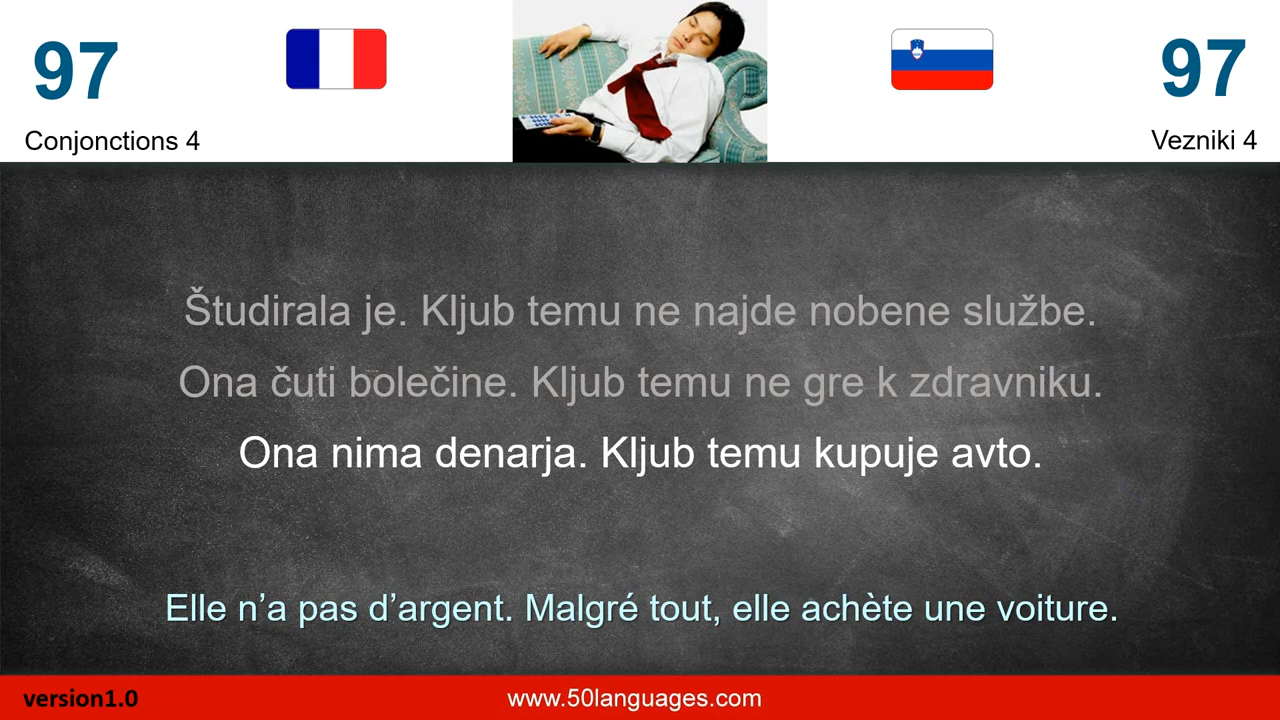 97
97
Conjonctions 4
Vezniki 4
Študirala je. Kljub temu ne najde nobene službe.
Ona čuti bolečine. Kljub temu ne gre k zdravniku.
Ona nima denarja. Kljub temu kupuje avto.
Elle n’a pas d’argent. Malgré tout, elle achète une voiture.
version1.0
www.50languages.com